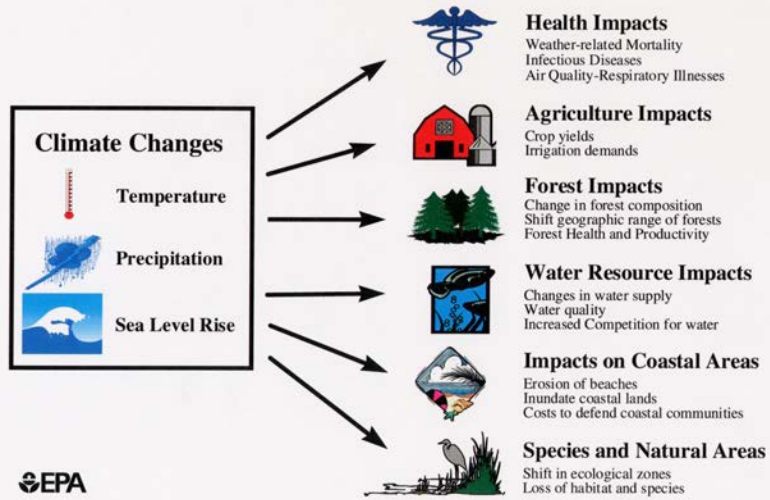 Climate Changes
Temperature
Precipitation
Sea Level Rise
Health Impacts
Weather-related Mortality
Infectious Diseases
Air Quality-Respiratory Illnesses
Agriculture Impacts
Crop yields
Irrigation demands
Forest Impacts
Change in forest composition
Shift geographic range of forests
Forest Health and Productivity
Water Resource Impacts
Changes in water supply
Water quality
Increased Competition for water
Impacts on Coastal Areas
Erosion of beaches
Inundate coastal lands
Costs to defend coastal communities
Species and Natural Areas
Shift in ecological zones
Loss of habitat and species
EPA